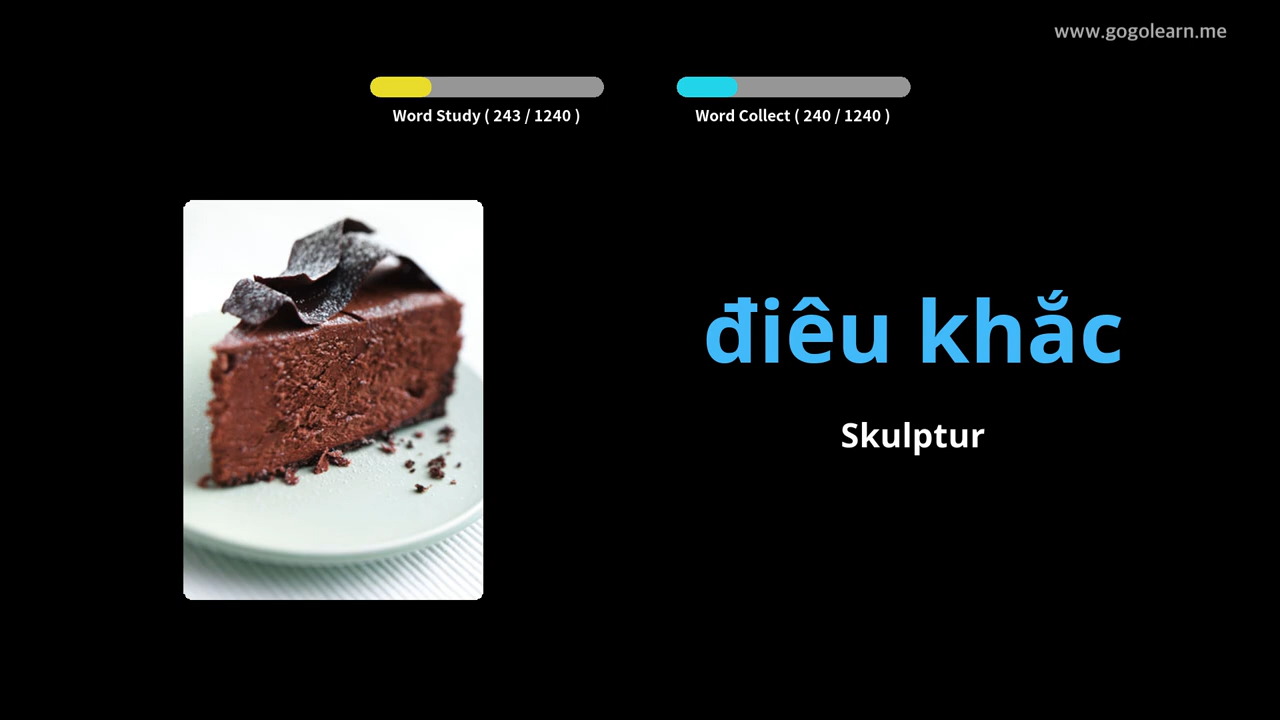 www.gogolearn.me
Word Study ( 243 / 1240 )
Word Collect ( 240 / 1240 )
điêu khắc
Skulptur